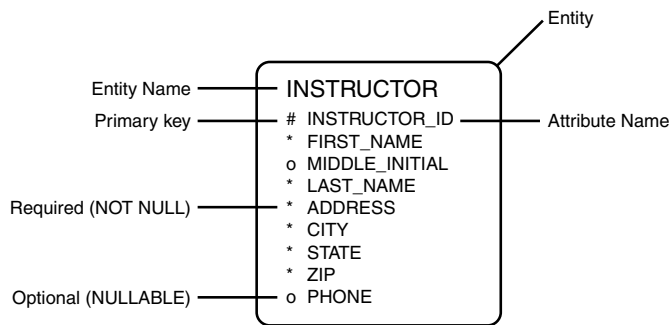 Entity
Entity Name
INSTRUCTOR
Primary key
# INSTRUCTOR_ID
Attribute Name
* FIRST_NAME
o MIDDLE_INITIAL
* LAST_NAME
Required (NOT NULL)
* ADDRESS
* CITY
* STATE
* ZIP
Optional (NULLABLE)
o PHONE